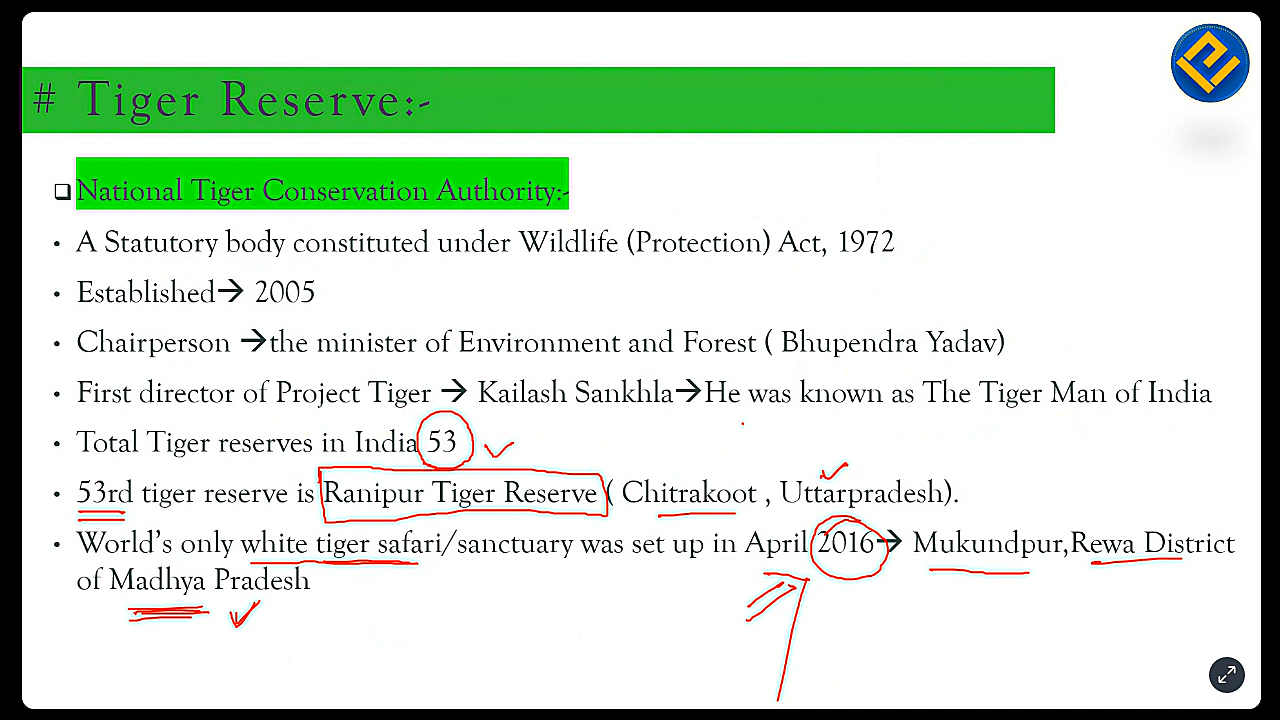 # Tiger Reserve:-
National Tiger Conservation Authority:-
• A Statutory body constituted under Wildlife (Protection) Act, 1972
• Established→ 2005
• Chairperson →the minister of Environment and Forest ( Bhupendra Yadav)
• First director of Project Tiger → Kailash Sankhla→He was known as The Tiger Man of India
• Total Tiger reserves in India 53
• 53rd tiger reserve is Ranipur Tiger Reserve ( Chitrakoot , Uttarpradesh).
• World's only white tiger safari/sanctuary was set up in April 2016→ Mukundpur,Rewa District
of Madhya Pradesh